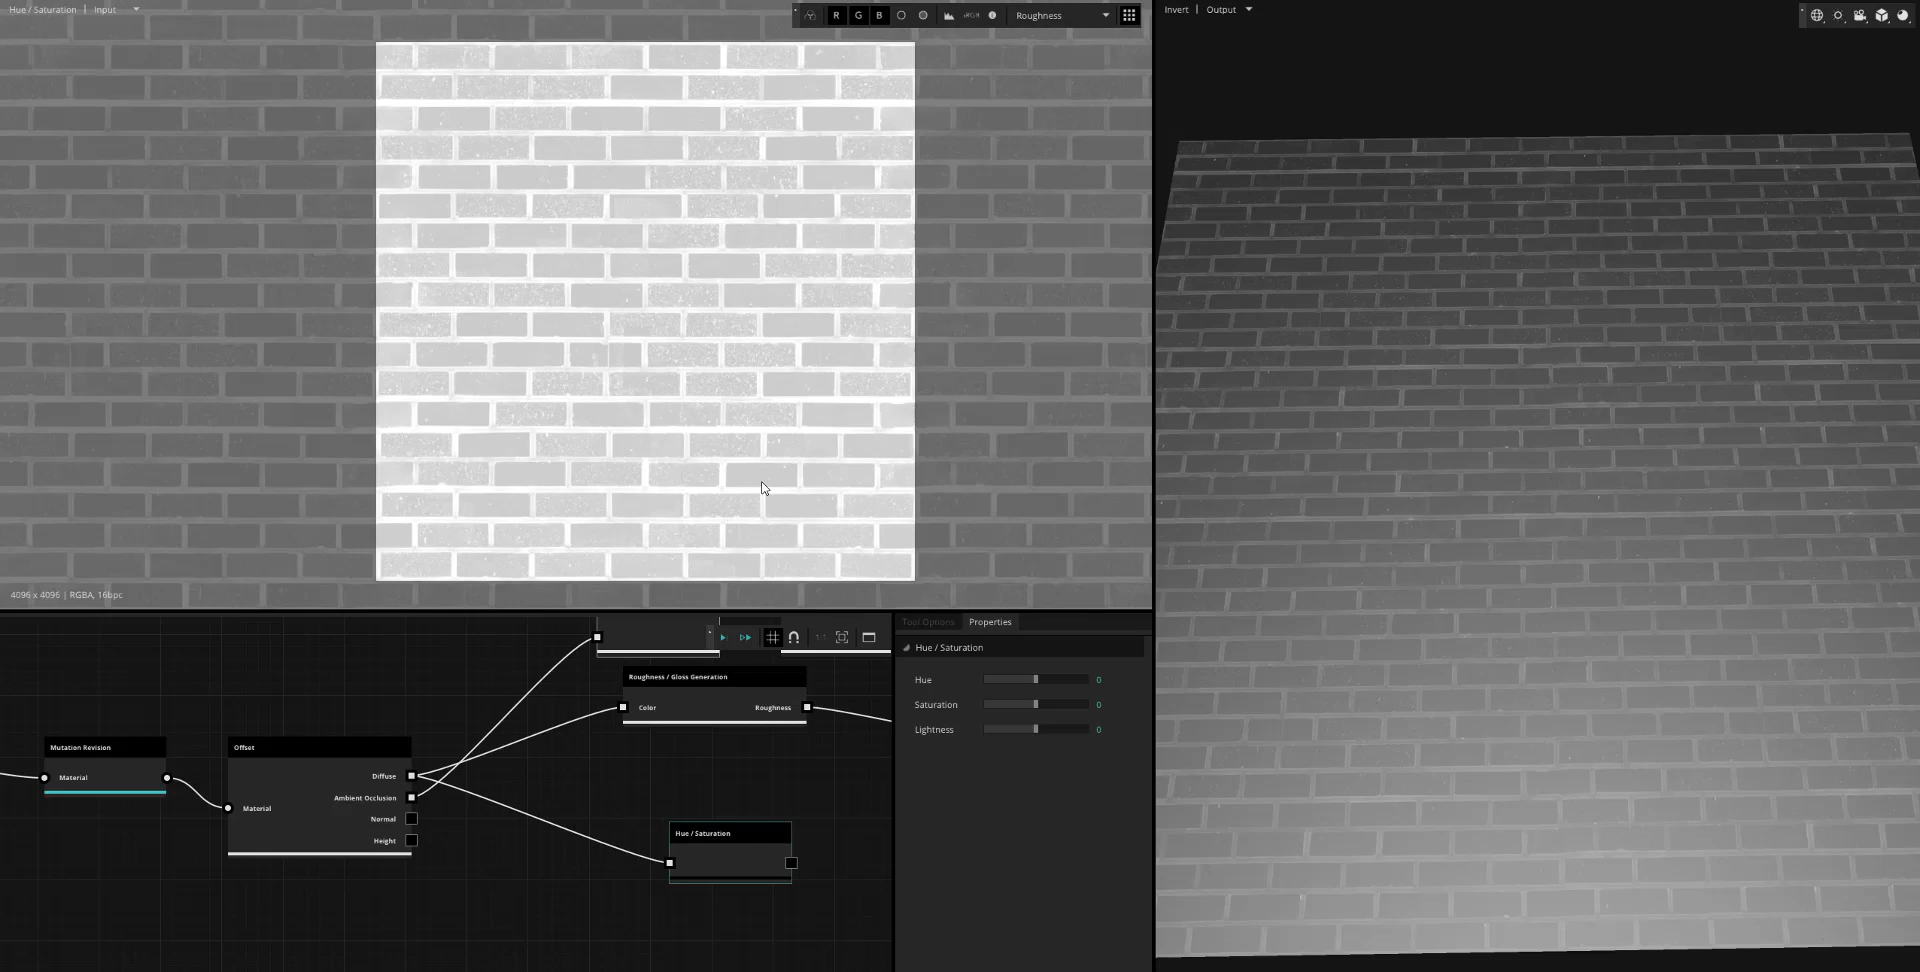 Hue / Saturation | Input
R G B Roughness
Invert | Output
4096 x 4096 | RGBA, 16bpc
1:1
Tool Options Properties
Hue / Saturation
Hue 0
Saturation 0
Lightness 0
Roughness / Gloss Generation
Color Roughness
Mutation Revision
Material
Offset
Diffuse
Ambient Occlusion
Material
Normal
Height
Hue / Saturation